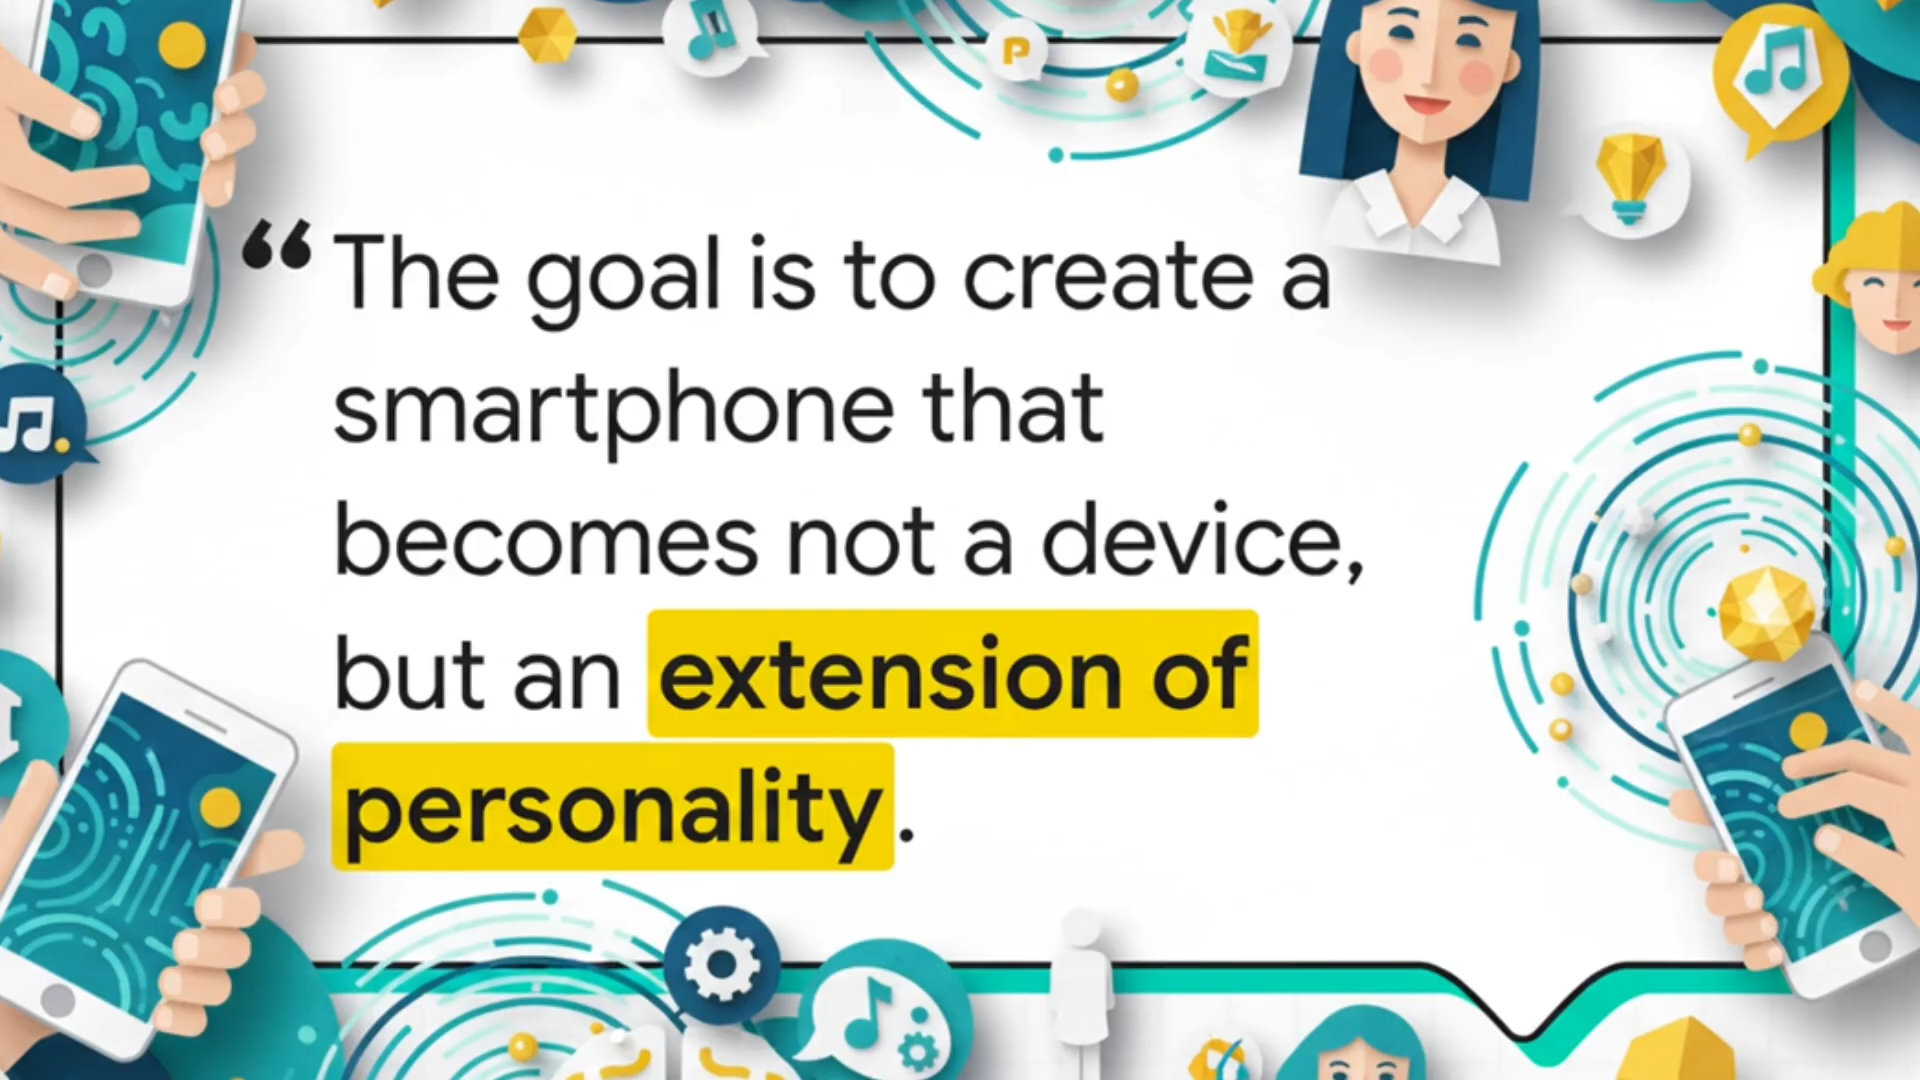 P
“The goal is to create a
smartphone that
becomes not a device,
but an extension of
personality.